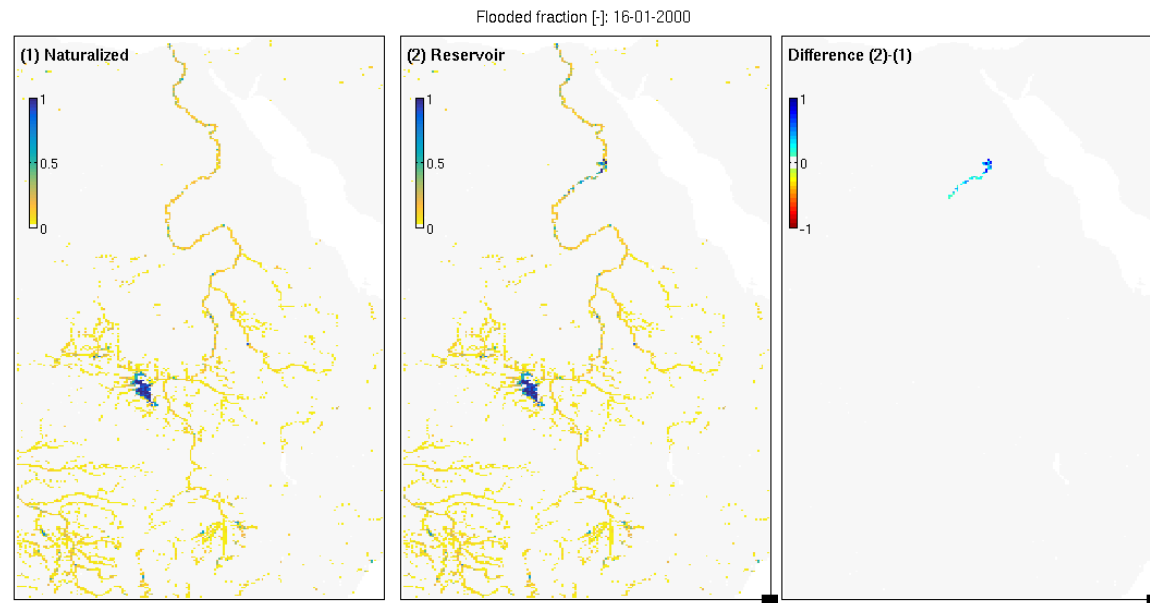 Flooded fraction [-]: 16-01-2000
(1) Naturalized
1
0.5
0
(2) Reservoir
1
0.5
0
Difference (2)-(1)
1
0
-1